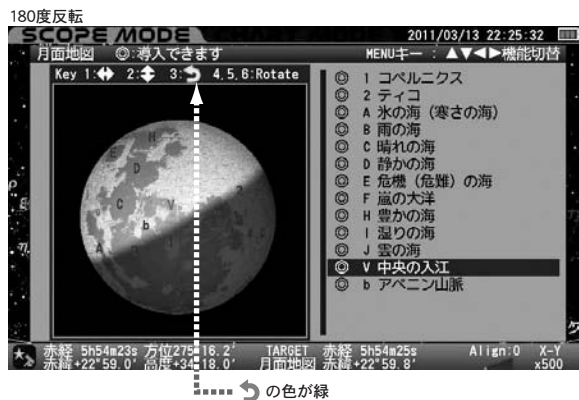 180度反転
SCOPE MODE
2011/03/13 22:25:32
月面地図 ◎:導入できます
MENUキー : ▲▼◀▶機能切替
Key 1: 2: 3: 4,5,6:Rotate
◎ 1 コペルニクス
◎ 2 ティコ
◎ A 氷の海（寒さの海）
◎ B 雨の海
◎ C 晴れの海
◎ D 静かの海
◎ E 危機（危難）の海
◎ F 嵐の大洋
◎ H 豊かの海
◎ I 湿りの海
◎ J 雲の海
◎ V 中央の入江
◎ b アペニン山脈
H
E
D
C
V
2
b
A
赤経 5h54m23s 方位275 16.2' TARGET 赤経 5h54m25s Align:0 X-Y
赤緯+22°59.0' 高度+34 18.0' 月面地図 赤緯+22°59.8' x500
の色が緑